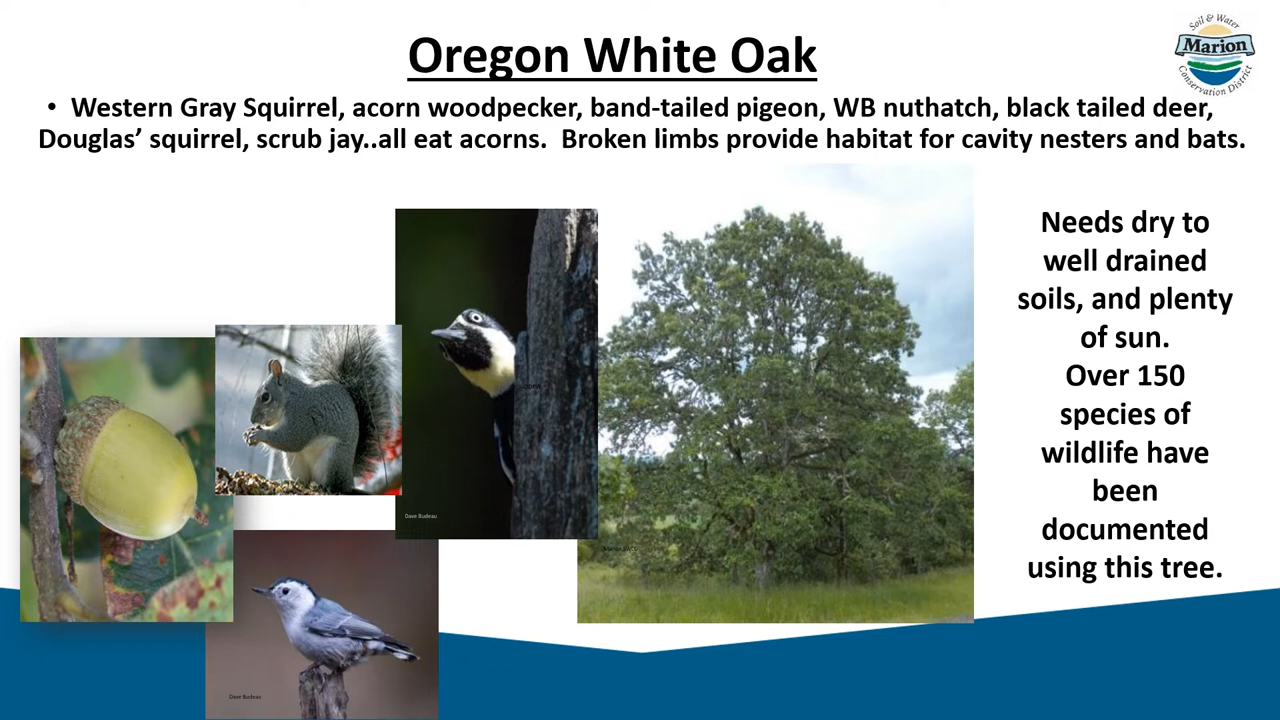 Oregon White Oak
Soil & Water
Marion
Conservation District
• Western Gray Squirrel, acorn woodpecker, band-tailed pigeon, WB nuthatch, black tailed deer,
Douglas’ squirrel, scrub jay..all eat acorns.  Broken limbs provide habitat for cavity nesters and bats.
Needs dry to
well drained
soils, and plenty
of sun.
Over 150
species of
wildlife have
been
documented
using this tree.
Dave Budeau
Marion SWCD
Dave Budeau